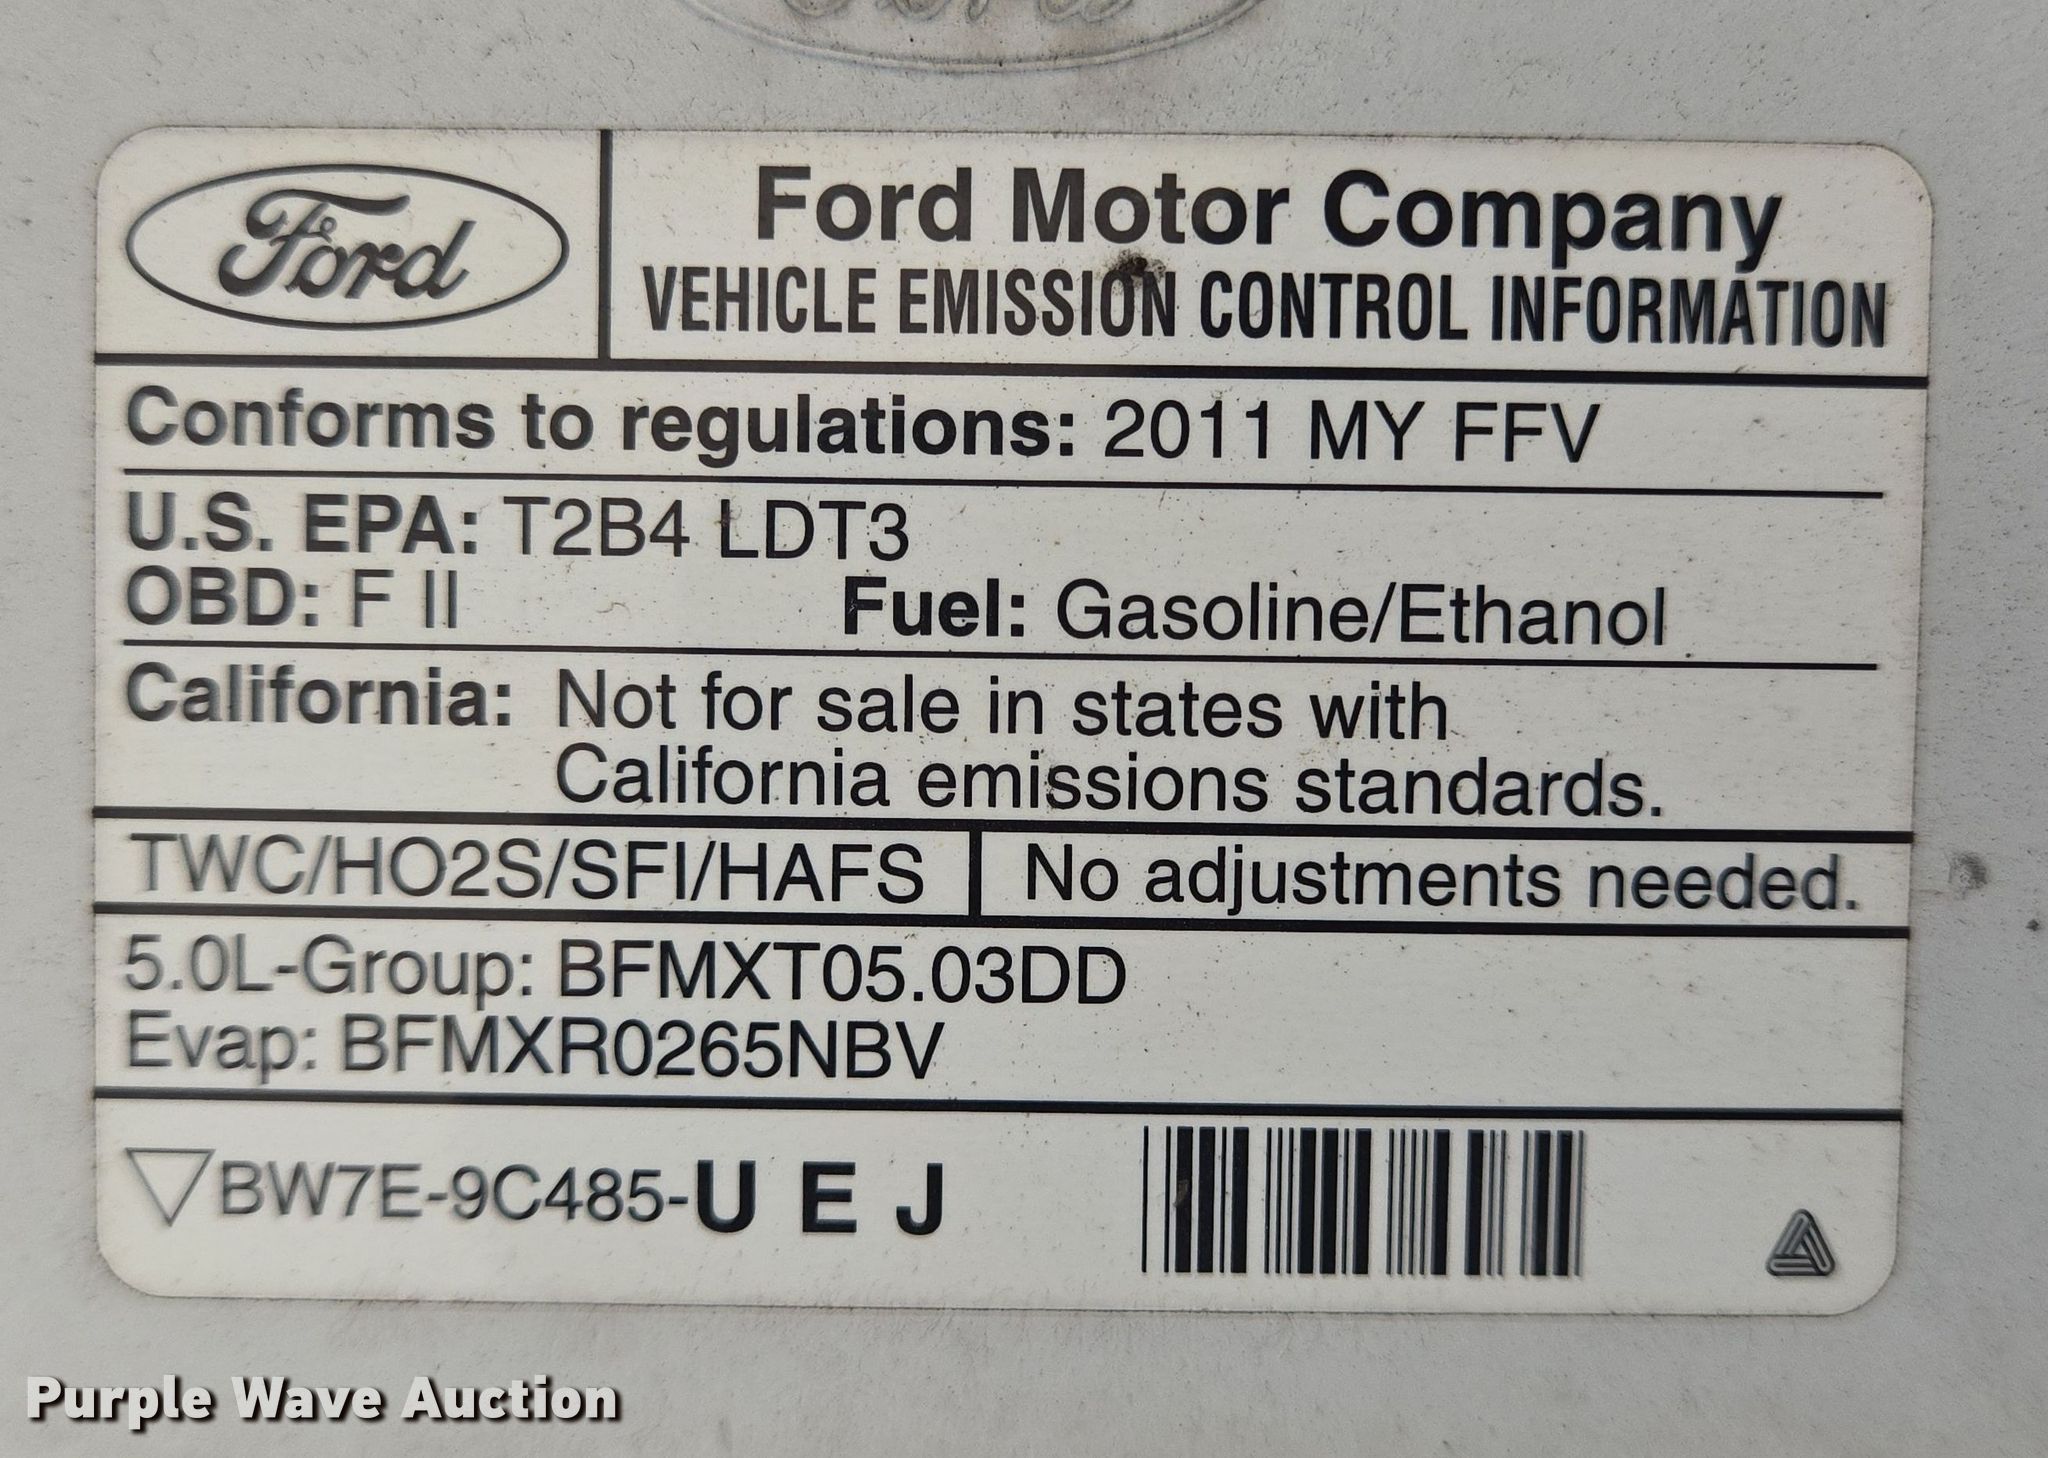 Ford
Ford Motor Company
VEHICLE EMISSION CONTROL INFORMATION
Conforms to regulations: 2011 MY FFV
U.S. EPA: T2B4 LDT3
OBD: F II Fuel: Gasoline/Ethanol
California: Not for sale in states with
California emissions standards.
TWC/HO2S/SFI/HAFS No adjustments needed.
5.0L-Group: BFMXT05.03DD
Evap: BFMXR0265NBV
BW7E-9C485-U E J
Purple Wave Auction